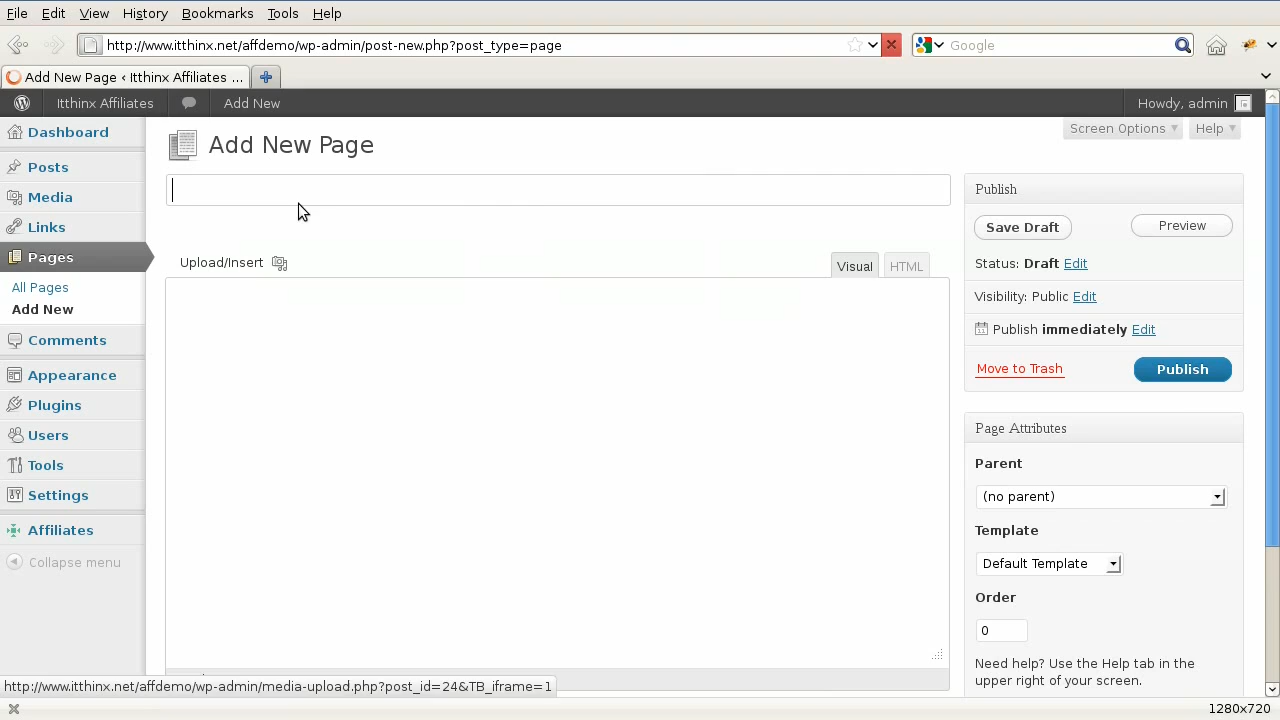 File Edit View History Bookmarks Tools Help
http://www.itthinx.net/affdemo/wp-admin/post-new.php?post_type=page
Google
Add New Page ‹ Itthinx Affiliates ...
Itthinx Affiliates
Add New
Howdy, admin
Screen Options
Help
Dashboard
Posts
Media
Links
Pages
All Pages
Add New
Comments
Appearance
Plugins
Users
Tools
Settings
Affiliates
Collapse menu
Add New Page
Upload/Insert
Visual
HTML
Publish
Save Draft
Preview
Status: Draft Edit
Visibility: Public Edit
Publish immediately Edit
Move to Trash
Publish
Page Attributes
Parent
(no parent)
Template
Default Template
Order
0
Need help? Use the Help tab in the
upper right of your screen.
http://www.itthinx.net/affdemo/wp-admin/media-upload.php?post_id=24&TB_iframe=1
1280x720